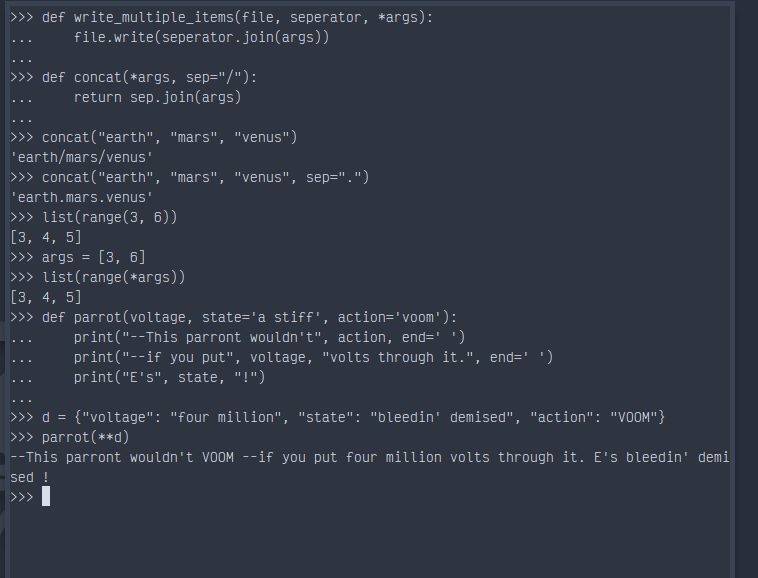 >>> def write_multiple_items(file, seperator, *args):
...     file.write(seperator.join(args))
...
>>> def concat(*args, sep="/"):
...     return sep.join(args)
...
>>> concat("earth", "mars", "venus")
'earth/mars/venus'
>>> concat("earth", "mars", "venus", sep=".")
'earth.mars.venus'
>>> list(range(3, 6))
[3, 4, 5]
>>> args = [3, 6]
>>> list(range(*args))
[3, 4, 5]
>>> def parrot(voltage, state='a stiff', action='voom'):
...     print("--This parront wouldn't", action, end=' ')
...     print("--if you put", voltage, "volts through it.", end=' ')
...     print("E's", state, "!")
...
>>> d = {"voltage": "four million", "state": "bleedin' demised", "action": "VOOM"}
>>> parrot(**d)
--This parront wouldn't VOOM --if you put four million volts through it. E's bleedin' demi
sed !
>>>